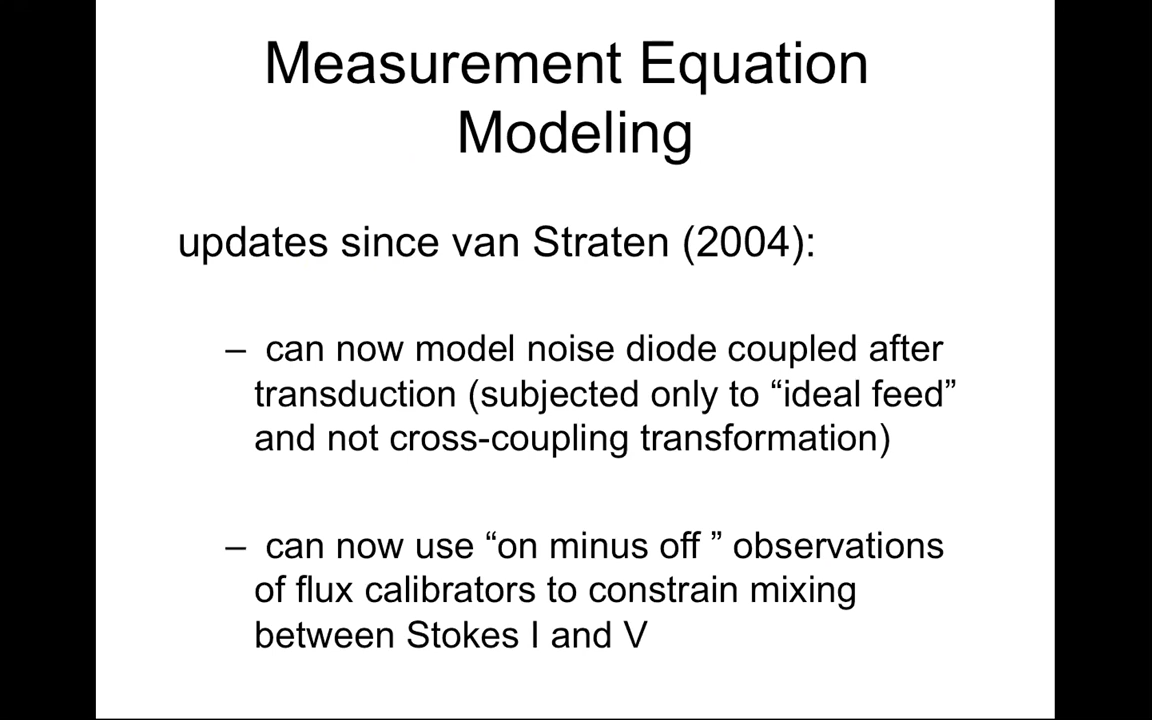 Measurement Equation
Modeling
updates since van Straten (2004):
– can now model noise diode coupled after
transduction (subjected only to “ideal feed”
and not cross-coupling transformation)
– can now use “on minus off ” observations
of flux calibrators to constrain mixing
between Stokes I and V